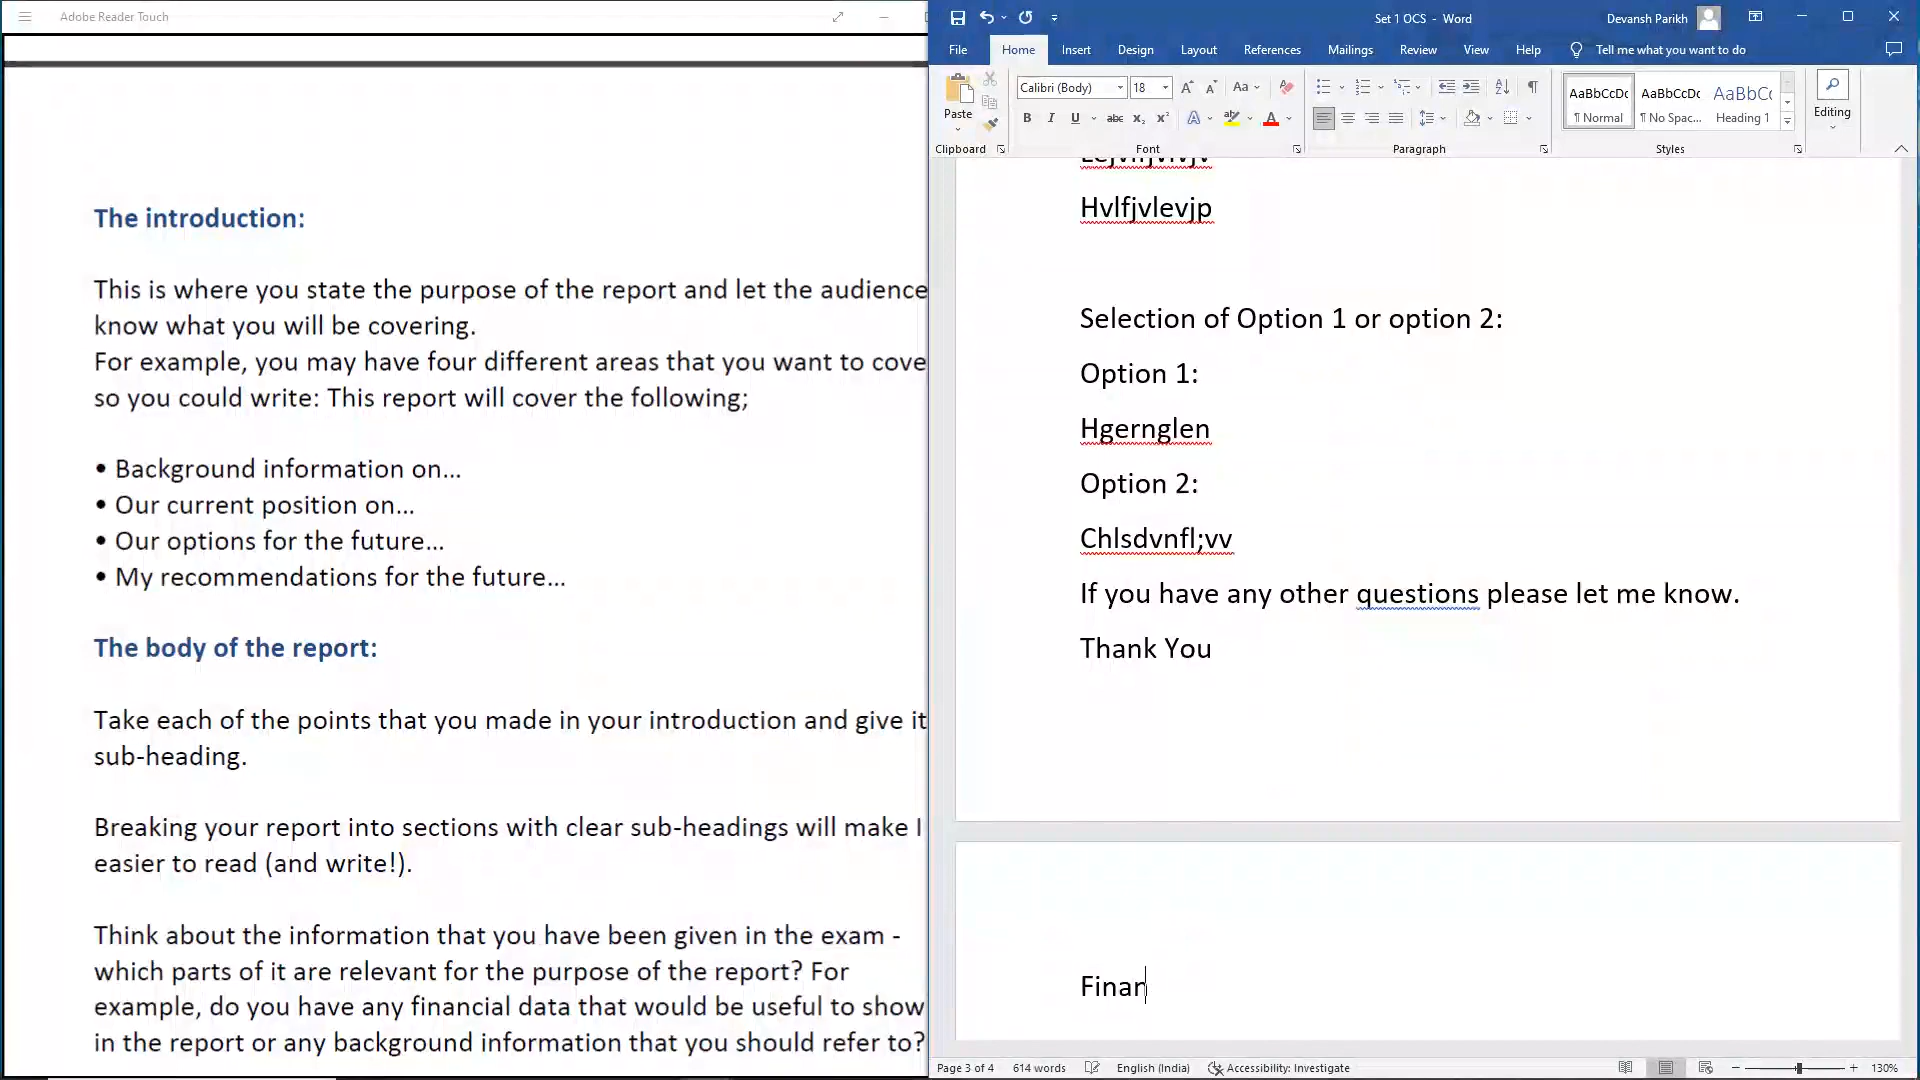 Adobe Reader Touch
The introduction:
This is where you state the purpose of the report and let the audience
know what you will be covering.
For example, you may have four different areas that you want to cove
so you could write: This report will cover the following;
• Background information on...
• Our current position on...
• Our options for the future...
• My recommendations for the future...
The body of the report:
Take each of the points that you made in your introduction and give it
sub-heading.
Breaking your report into sections with clear sub-headings will make I
easier to read (and write!).
Think about the information that you have been given in the exam -
which parts of it are relevant for the purpose of the report? For
example, do you have any financial data that would be useful to show
in the report or any background information that you should refer to?
Set 1 OCS - Word
Devansh Parikh
File Home Insert Design Layout References Mailings Review View Help Tell me what you want to do
Paste
Calibri (Body) 18 Aa
B I U abc x₂ x² A A
AaBbCcDc AaBbCcDc AaBbCc
¶ Normal ¶ No Spac... Heading 1
Editing
Clipboard Font Paragraph Styles
Hvlfjvlevjp
Selection of Option 1 or option 2:
Option 1:
Hgernglen
Option 2:
Chlsdvnfl;vv
If you have any other questions please let me know.
Thank You
Finan
Page 3 of 4 614 words English (India) Accessibility: Investigate 130%